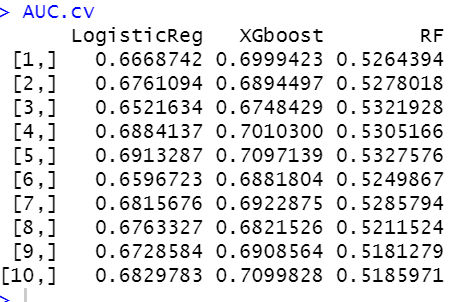 > AUC.cv
LogisticReg XGboost RF
[1,] 0.6668742 0.6999423 0.5264394
[2,] 0.6761094 0.6894497 0.5278018
[3,] 0.6521634 0.6748429 0.5321928
[4,] 0.6884137 0.7010300 0.5305166
[5,] 0.6913287 0.7097139 0.5327576
[6,] 0.6596723 0.6881804 0.5249867
[7,] 0.6815676 0.6922875 0.5285794
[8,] 0.6763327 0.6821526 0.5211524
[9,] 0.6728584 0.6908564 0.5181279
[10,] 0.6829783 0.7099828 0.5185971
>